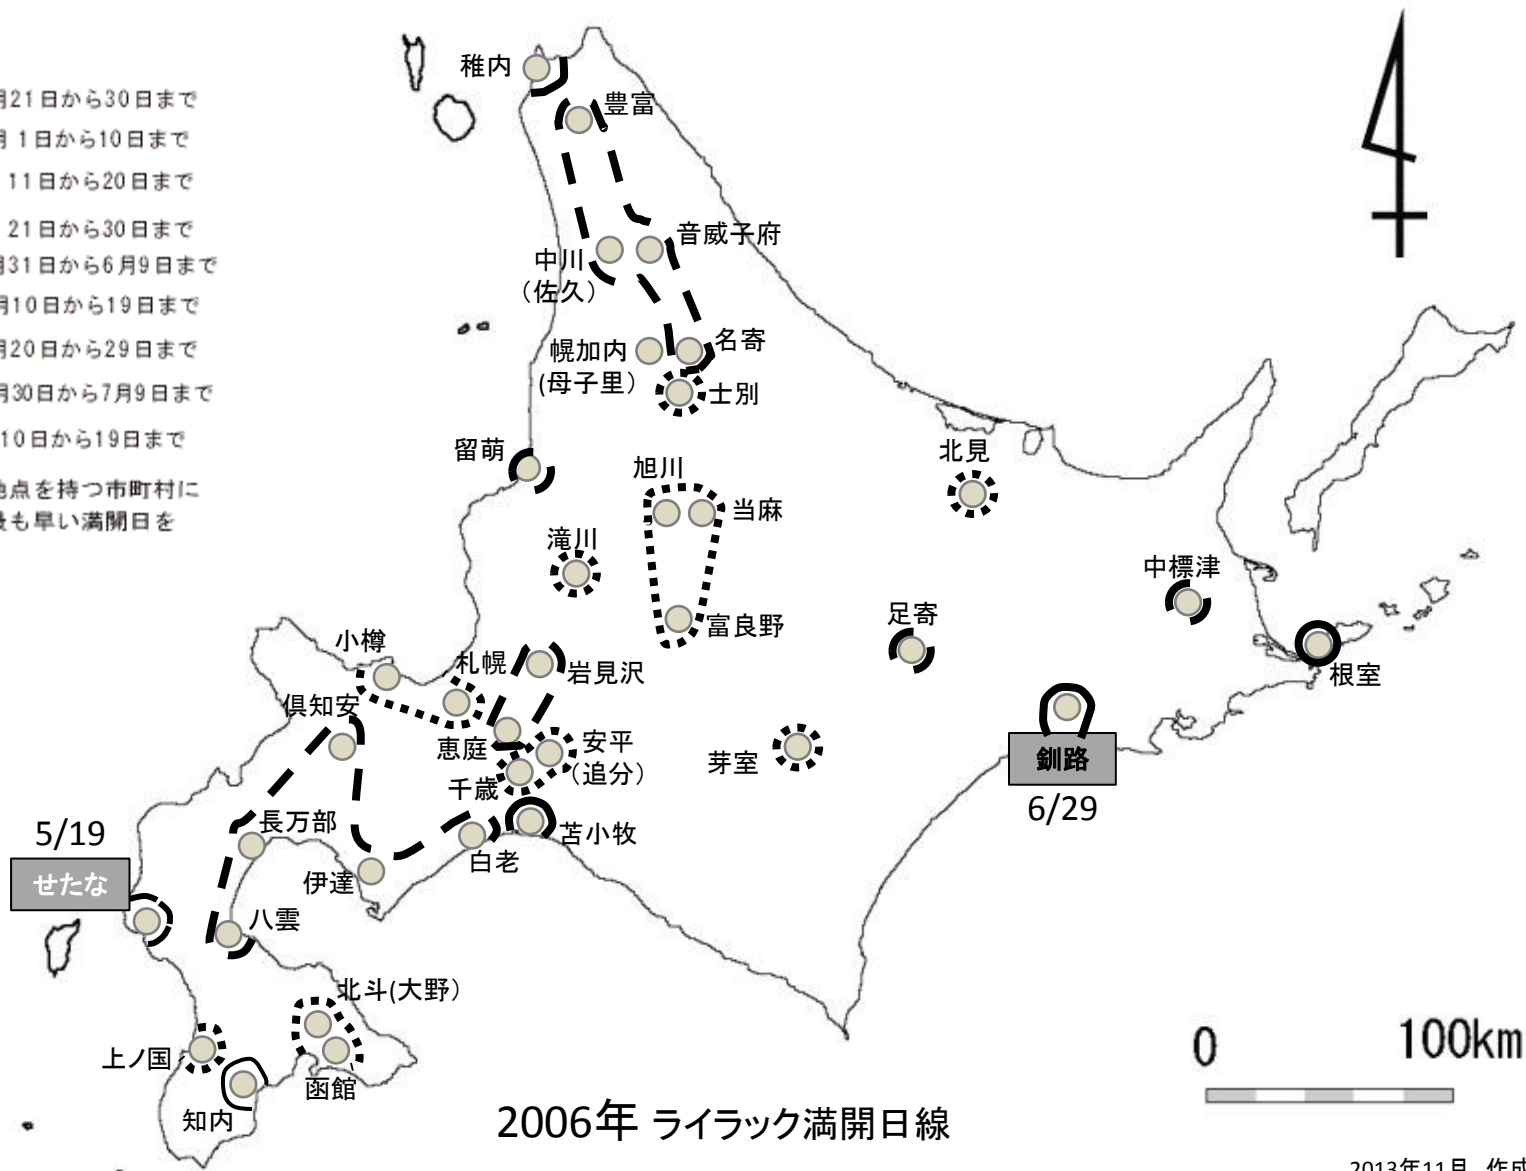 月21日から30日まで
月 1日から10日まで
11日から20日まで
21日から30日まで
月31日から6月9日まで
月10日から19日まで
月20日から29日まで
月30日から7月9日まで
10日から19日まで
地点を持つ市町村に
最も早い満開日を
稚内
豊富
音威子府
中川
（佐久）
幌加内
(母子里）
名寄
士別
留萌
旭川
当麻
北見
滝川
中標津
富良野
足寄
小樽
札幌
岩見沢
根室
倶知安
恵庭
安平
（追分）
芽室
釧路
6/29
千歳
苫小牧
白老
長万部
5/19
せたな
伊達
八雲
北斗(大野）
上ノ国
函館
知内
0 100km
2006年 ライラック満開日線
2013年11月 作成